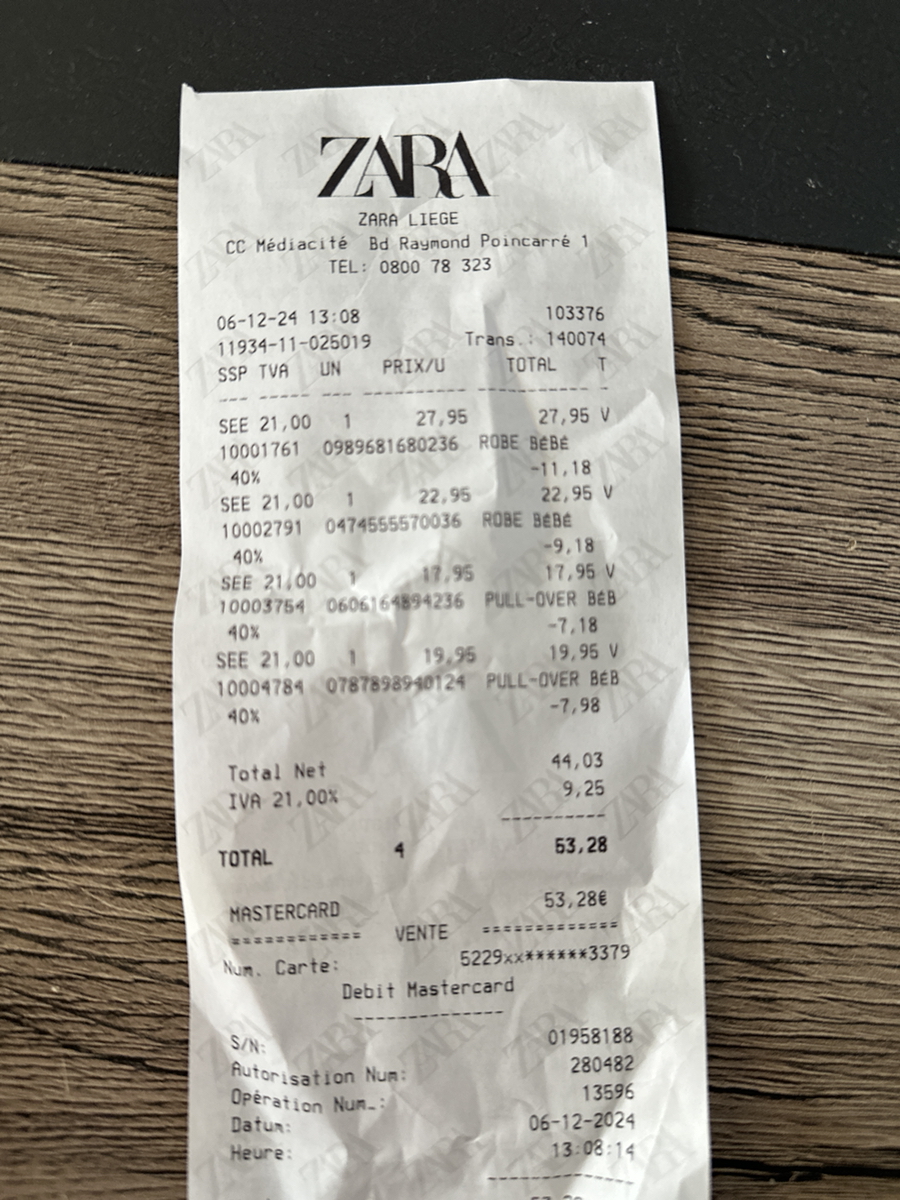 ZARA
ZARA LIEGE
CC Médiacité Bd Raymond Poincarré 1
TEL: 0800 78 323
06-12-24 13:08 103376
11934-11-025019 Trans.: 140074
SSP TVA UN PRIX/U TOTAL T
--- ----- --- ---------- ---------- -
SEE 21,00 1 27,95 27,95 V
10001761 0989681680236 ROBE BéBé
40% -11,18
SEE 21,00 1 22,95 22,95 V
10002791 0474555570036 ROBE BéBé
40% -9,18
SEE 21,00 1 17,95 17,95 V
10003754 0606164894236 PULL-OVER BéB
40% -7,18
SEE 21,00 1 19,95 19,95 V
10004784 0787898940124 PULL-OVER BéB
40% -7,98
Total Net 44,03
IVA 21,00% 9,25
----------
TOTAL 4 53,28
MASTERCARD 53,28€
============ VENTE =============
Num. Carte: 5229xx******3379
Debit Mastercard
--------------
S/N: 01958188
Autorisation Num: 280482
Opération Num.: 13596
Datum: 06-12-2024
Heure: 13:08:14
--------------